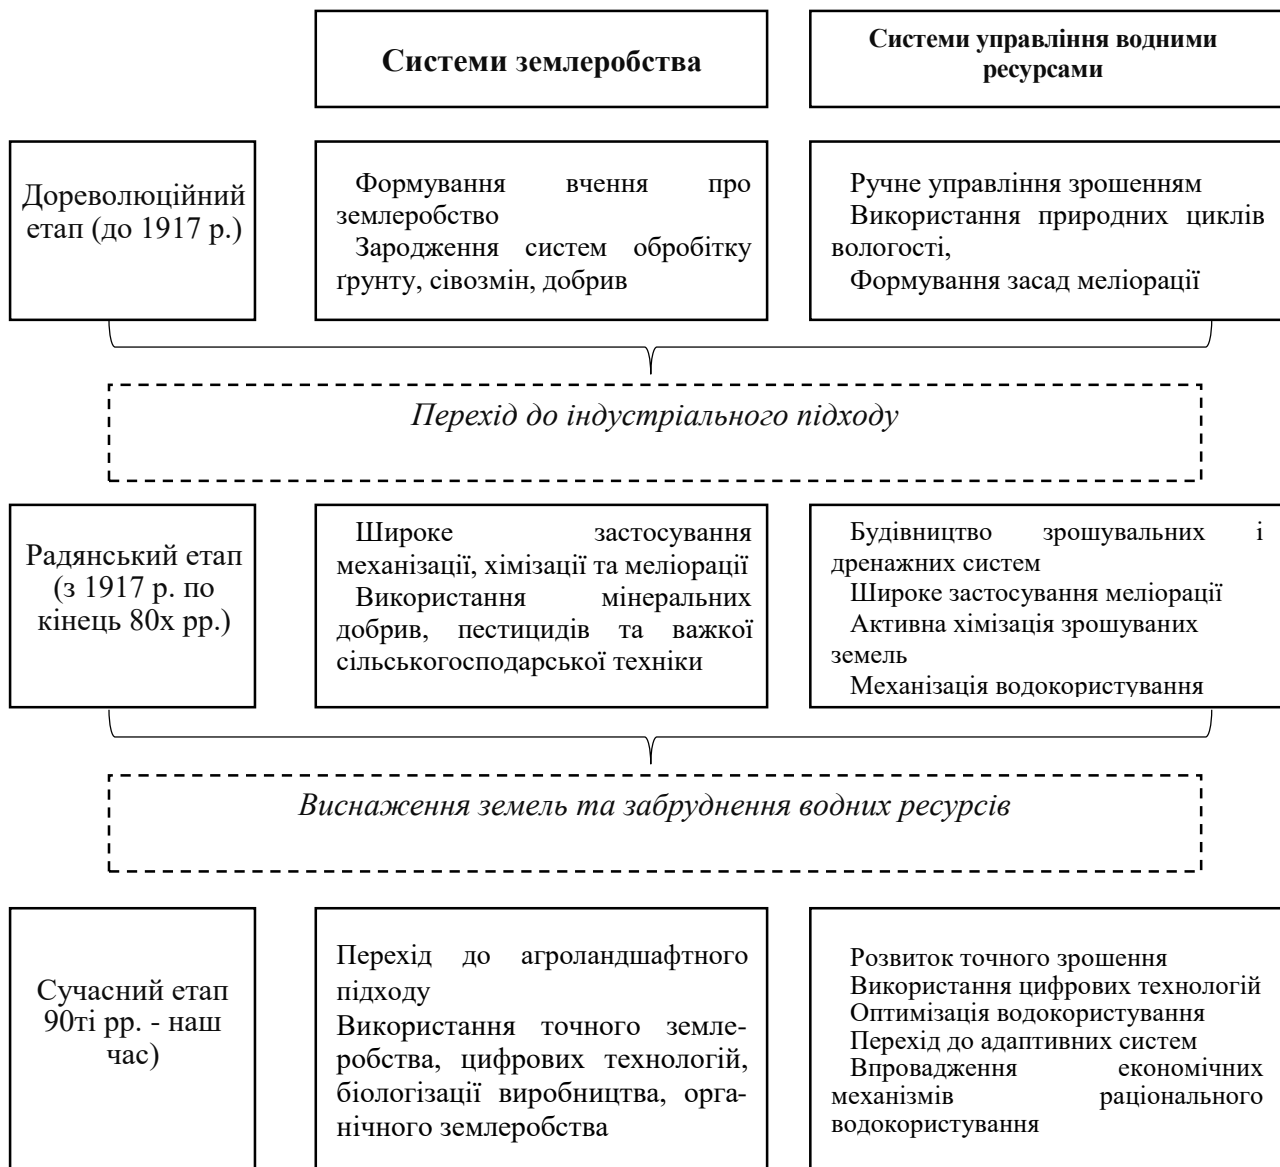 Системи землеробства
Системи управління водними
ресурсами
Дореволюційний
етап (до 1917 р.)
Формування вчення про
землеробство
Зародження систем обробітку
ґрунту, сівозмін, добрив
Ручне управління зрошенням
Використання природних циклів
вологості,
Формування засад меліорації
Перехід до індустріального підходу
Радянський етап
(з 1917 р. по
кінець 80х рр.)
Широке застосування
механізації, хімізації та меліорації
Використання мінеральних
добрив, пестицидів та важкої
сільськогосподарської техніки
Будівництво зрошувальних і
дренажних систем
Широке застосування меліорації
Активна хімізація зрошуваних
земель
Механізація водокористування
Виснаження земель та забруднення водних ресурсів
Сучасний етап
90ті рр. - наш
час)
Перехід до агроландшафтного
підходу
Використання точного земле-
робства, цифрових технологій,
біологізації виробництва, орга-
нічного землеробства
Розвиток точного зрошення
Використання цифрових технологій
Оптимізація водокористування
Перехід до адаптивних систем
Впровадження економічних
механізмів раціонального
водокористування